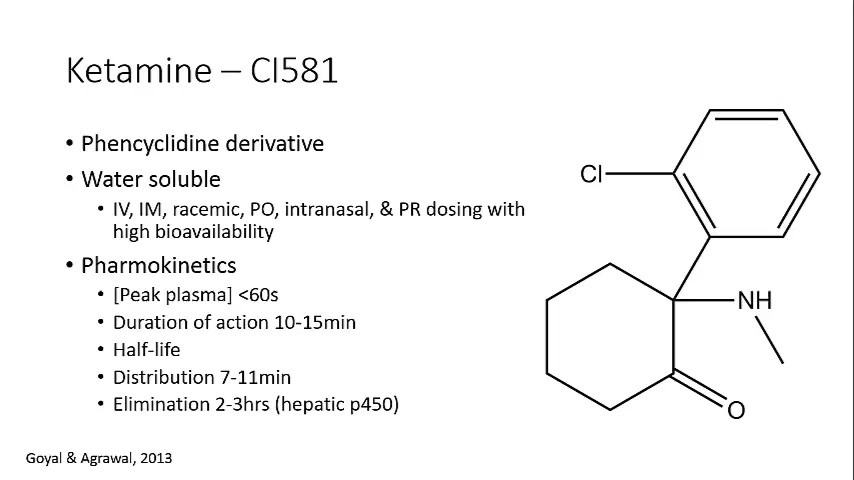 Ketamine – CI581
• Phencyclidine derivative
• Water soluble
• IV, IM, racemic, PO, intranasal, & PR dosing with
high bioavailability
• Pharmokinetics
• [Peak plasma] <60s
• Duration of action 10-15min
• Half-life
• Distribution 7-11min
• Elimination 2-3hrs (hepatic p450)
Goyal & Agrawal, 2013
Cl
NH
O